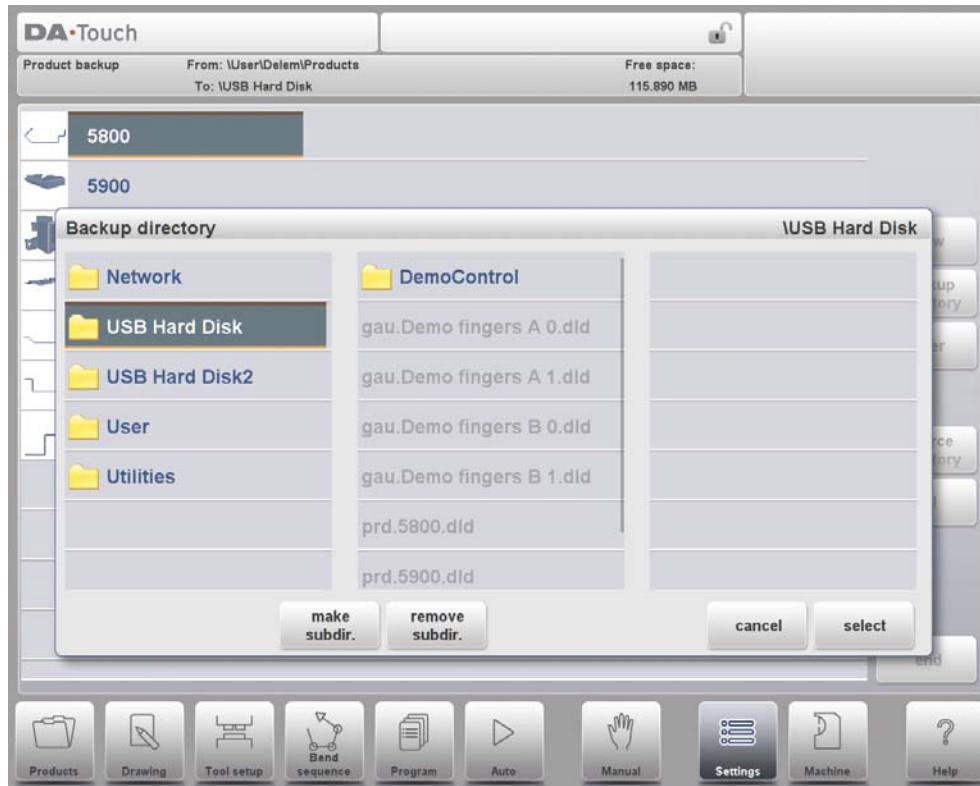 DA·Touch
Product backup From: \User\Delem\Products Free space:
To: \USB Hard Disk 115.890 MB
5800
5900
Backup directory \USB Hard Disk
Network DemoControl
USB Hard Disk gau.Demo fingers A 0.dld
USB Hard Disk2 gau.Demo fingers A 1.dld
User gau.Demo fingers B 0.dld
Utilities gau.Demo fingers B 1.dld
prd.5800.dld
prd.5900.dld
make subdir.
remove subdir.
cancel
select
end
Products
Drawing
Tool setup
Bend sequence
Program
Auto
Manual
Settings
Machine
Help